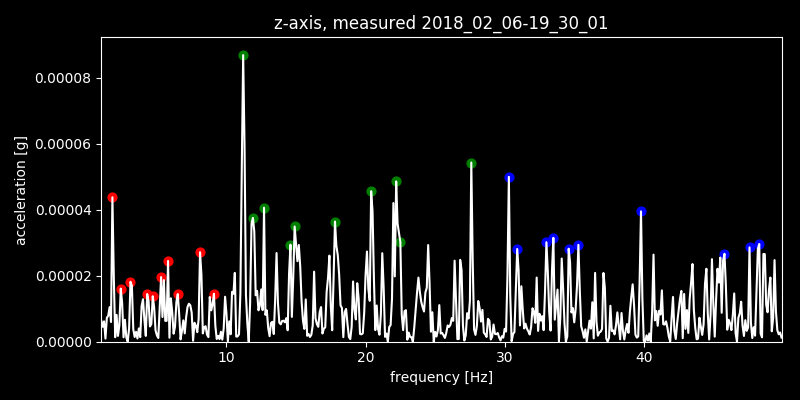 z-axis, measured 2018_02_06-19_30_01
0.00008
0.00006
0.00004
0.00002
0.00000
acceleration [g]
10 20 30 40
frequency [Hz]